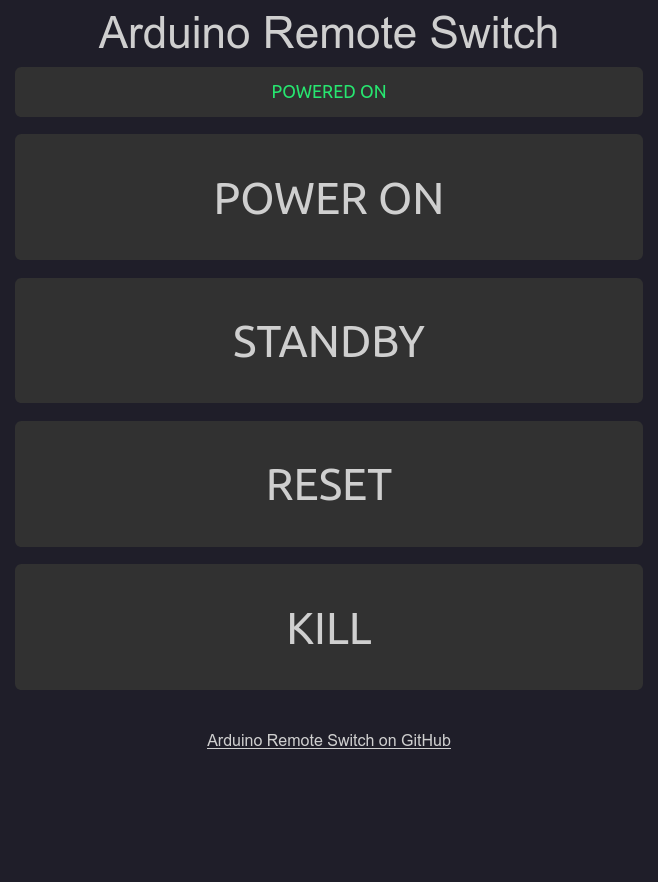 Arduino Remote Switch
POWERED ON
POWER ON
STANDBY
RESET
KILL
Arduino Remote Switch on GitHub